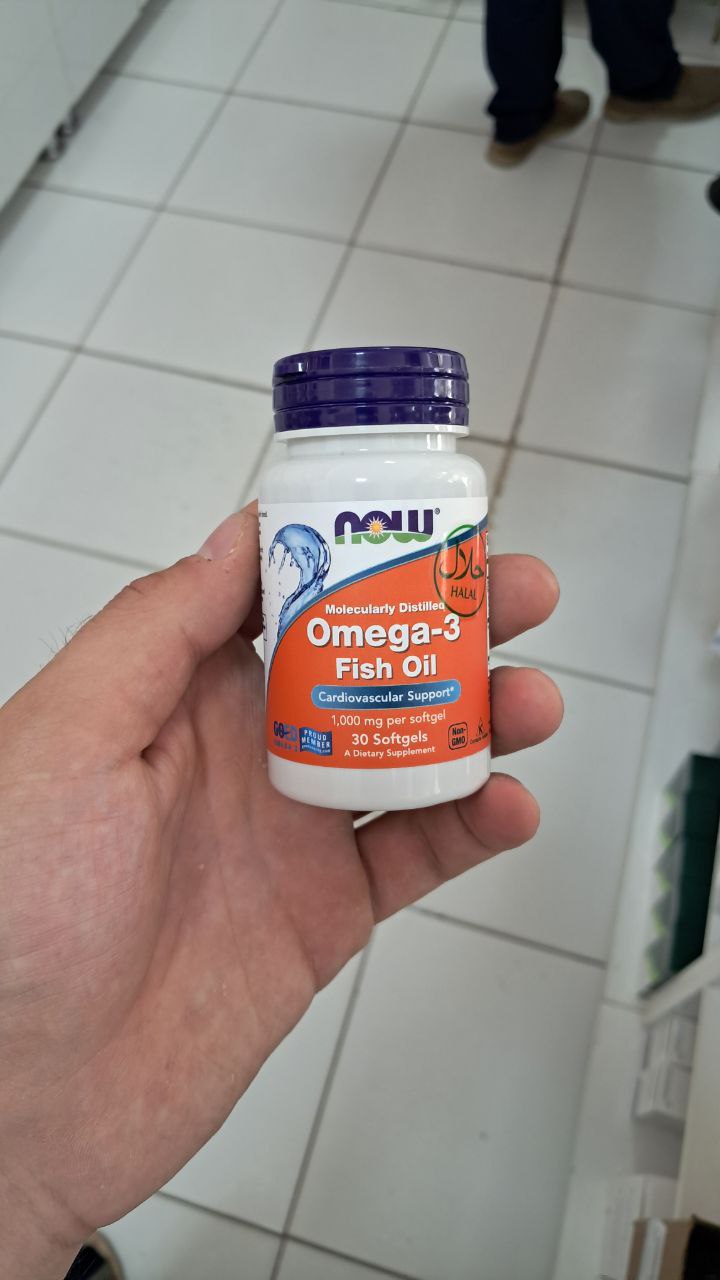 now®
حلال
HALAL
Molecularly Distilled
Omega-3
Fish Oil
Cardiovascular Support*
1,000 mg per softgel
30 Softgels
A Dietary Supplement
GOED
PROUD
MEMBER
Non-
GMO
K